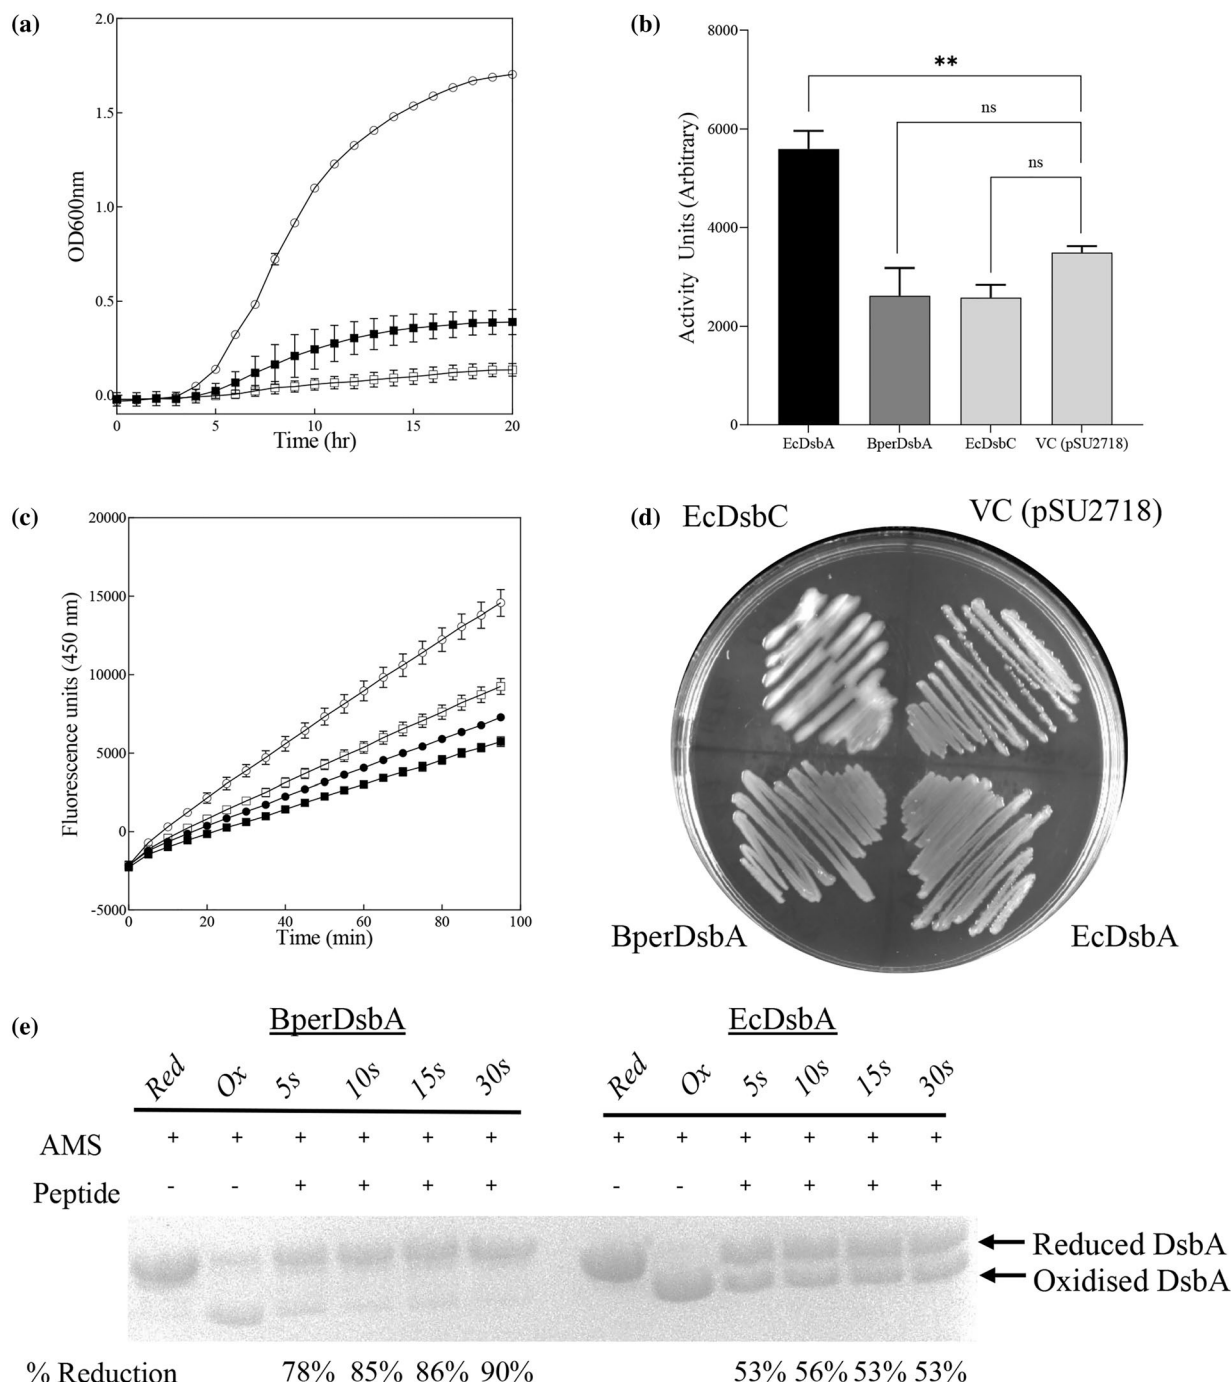 (a)
2.0
1.5
1.0
0.5
0.0
OD600nm
0 5 10 15 20
Time (hr)
(b)
8000
6000
4000
2000
0
Activity Units (Arbitrary)
**
ns
ns
EcDsbA BperDsbA EcDsbC VC (pSU2718)
(c)
20000
15000
10000
5000
0
-5000
Fluorescence units (450 nm)
0 20 40 60 80 100
Time (min)
(d)
EcDsbC VC (pSU2718)
BperDsbA EcDsbA
(e)
BperDsbA EcDsbA
Red Ox 5s 10s 15s 30s Red Ox 5s 10s 15s 30s
AMS + + + + + + + + + + + +
Peptide - - + + + + - - + + + +
Reduced DsbA
Oxidised DsbA
% Reduction 78% 85% 86% 90% 53% 56% 53% 53%